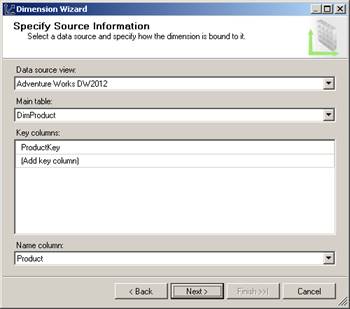 Dimension Wizard
Specify Source Information
Select a data source and specify how the dimension is bound to it.
Data source view:
Adventure Works DW2012
Main table:
DimProduct
Key columns:
ProductKey
(Add key column)
Name column:
Product
< Back Next > Finish >>| Cancel